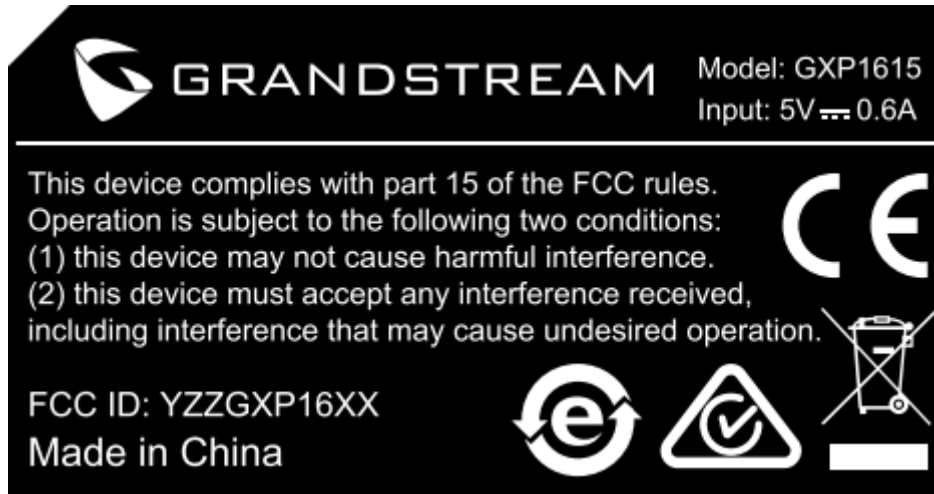 GRANDSTREAM
Model: GXP1615
Input: 5V ⎓ 0.6A
This device complies with part 15 of the FCC rules.
Operation is subject to the following two conditions:
(1) this device may not cause harmful interference.
(2) this device must accept any interference received,
including interference that may cause undesired operation.
CE
FCC ID: YZZGXP16XX
Made in China
e